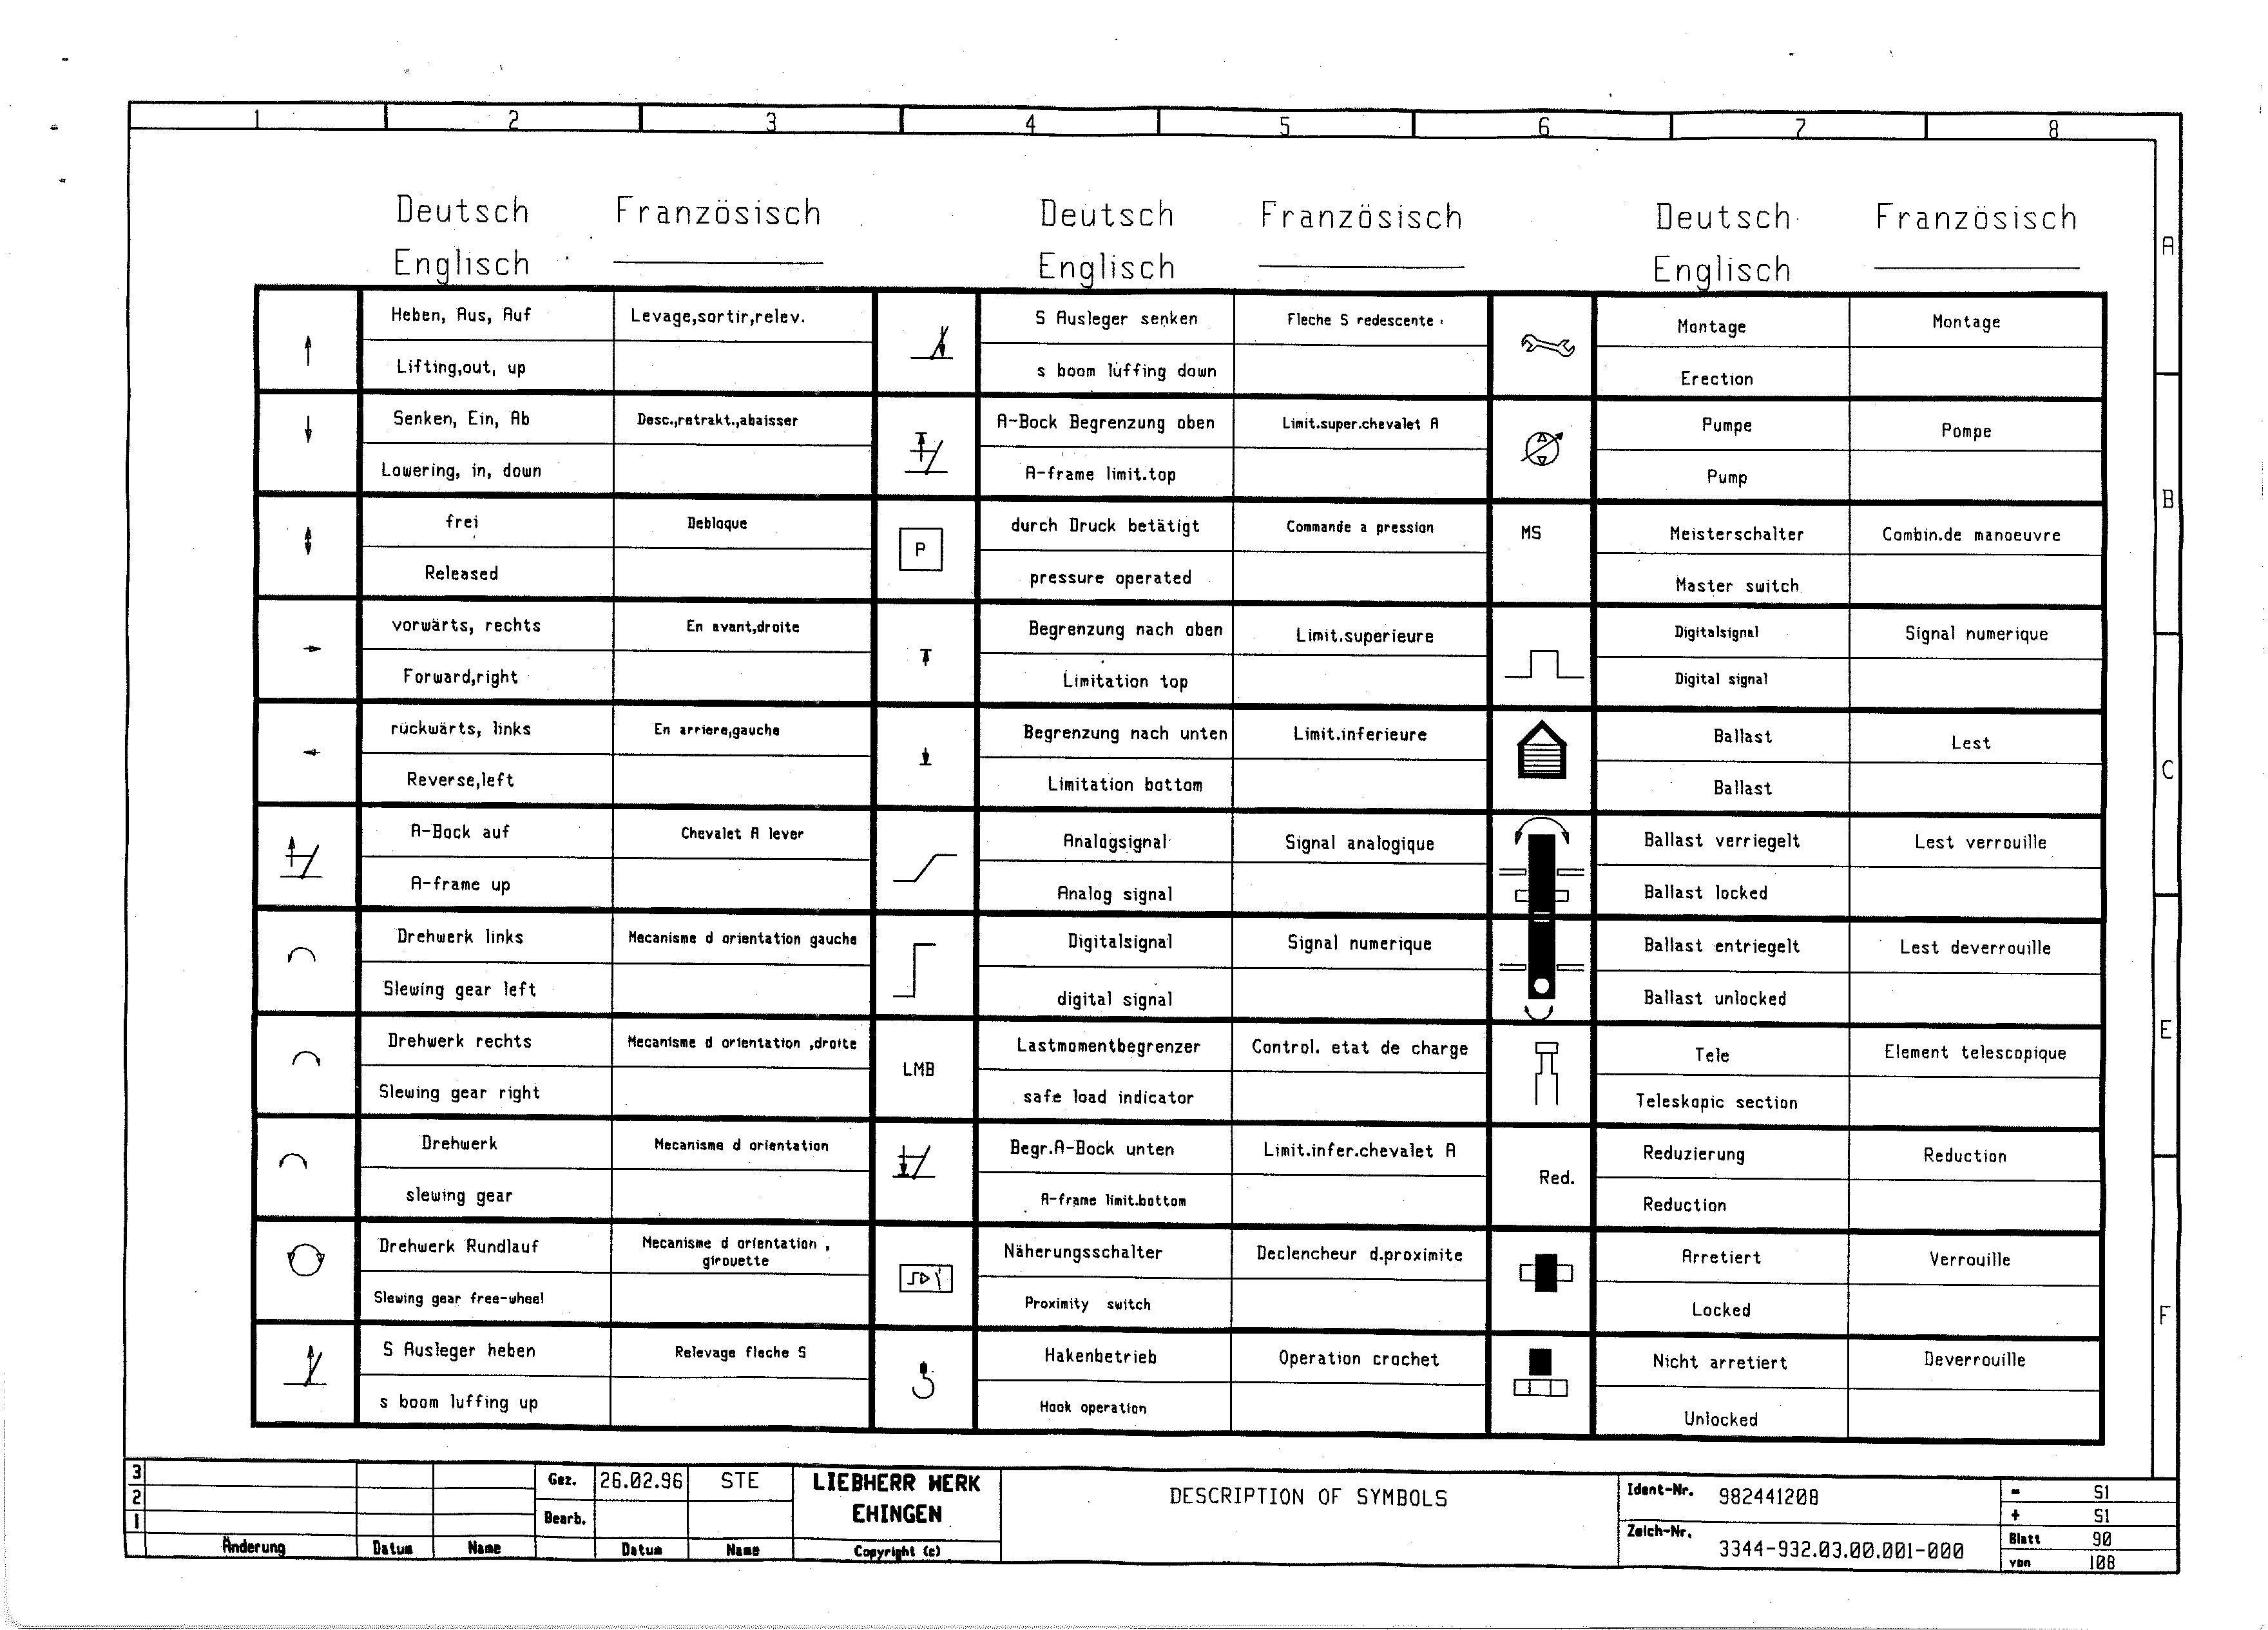 1 2 3 4 5 6 7 8
Deutsch Französisch Deutsch Französisch Deutsch Französisch
A
Englisch Englisch Englisch
Heben, Aus, Auf Levage,sortir,relev. S Ausleger senken Fleche S redescente Montage Montage
Lifting,out, up s boom luffing down Erection
Senken, Ein, Ab Desc.,retrakt.,abaisser A-Bock Begrenzung oben Limit.super.chevalet A Pumpe Pompe
Lowering, in, down A-frame limit.top Pump
B
frei Debloque P durch Druck betätigt Commande a pression MS Meisterschalter Combin.de manoeuvre
Released pressure operated Master switch
vorwärts, rechts En avant,droite Begrenzung nach oben Limit.superieure Digitalsignal Signal numerique
Forward,right Limitation top Digital signal
rückwärts, links En arriere,gauche Begrenzung nach unten Limit.inferieure Ballast Lest
C
Reverse,left Limitation bottom Ballast
A-Bock auf Chevalet A lever Analogsignal Signal analogique Ballast verriegelt Lest verrouille
A-frame up Analog signal Ballast locked
Drehwerk links Mecanisme d orientation gauche Digitalsignal Signal numerique Ballast entriegelt Lest deverrouille
Slewing gear left digital signal Ballast unlocked
E
Drehwerk rechts Mecanisme d orientation ,droite LMB Lastmomentbegrenzer Control. etat de charge Tele Element telescopique
Slewing gear right safe load indicator Teleskopic section
Drehwerk Mecanisme d orientation Begr.A-Bock unten Limit.infer.chevalet A Red. Reduzierung Reduction
slewing gear A-frame limit.bottom Reduction
Drehwerk Rundlauf Mecanisme d orientation , Näherungsschalter Declencheur d.proximite Arretiert Verrouille
girouette
Slewing gear free-wheel Proximity switch Locked
F
S Ausleger heben Relevage fleche S Hakenbetrieb Operation crochet Nicht arretiert Deverrouille
s boom luffing up Hook operation Unlocked
3 Gez. 26.02.96 STE LIEBHERR WERK DESCRIPTION OF SYMBOLS Ident-Nr. 982441208 = S1
2 Bearb. EHINGEN + S1
1 Zeich-Nr. 3344-932.03.00.001-000 Blatt 90
Änderung Datum Name Datum Name Copyright (c) von 108